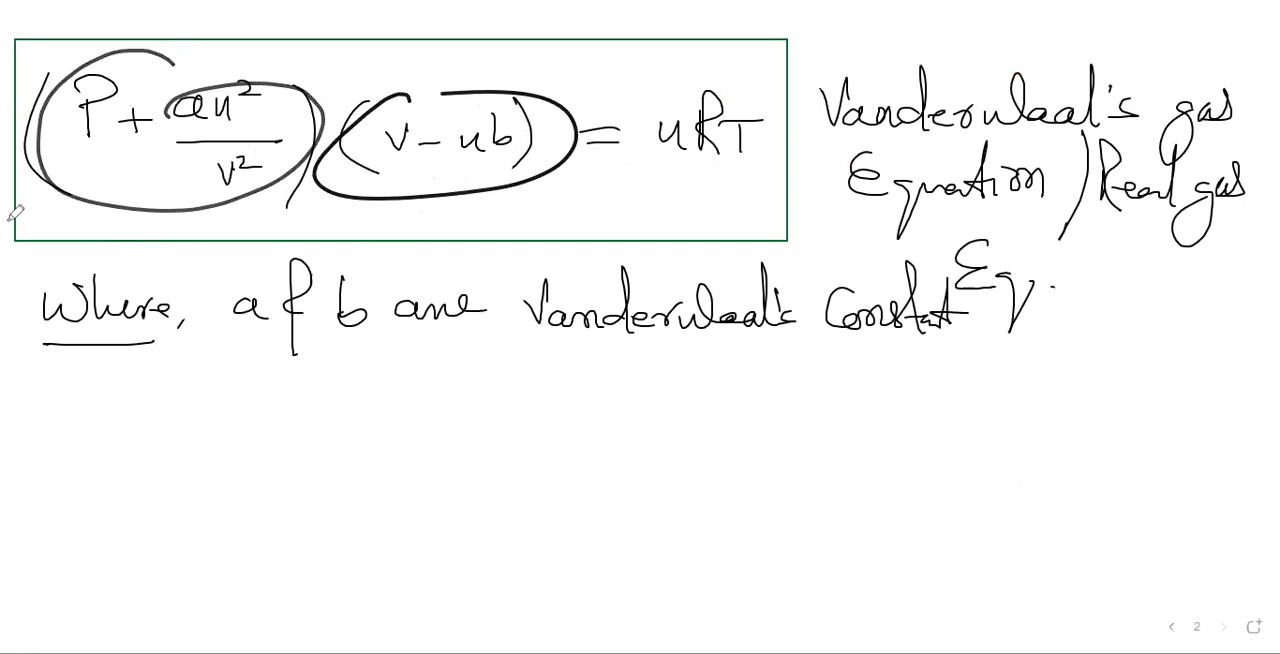 (P + an²/v²) (v - nb) = nRT
Vanderwaal's gas
Equation / Real gas
Eq.
Where, a & b are Vanderwaal's Constant
2